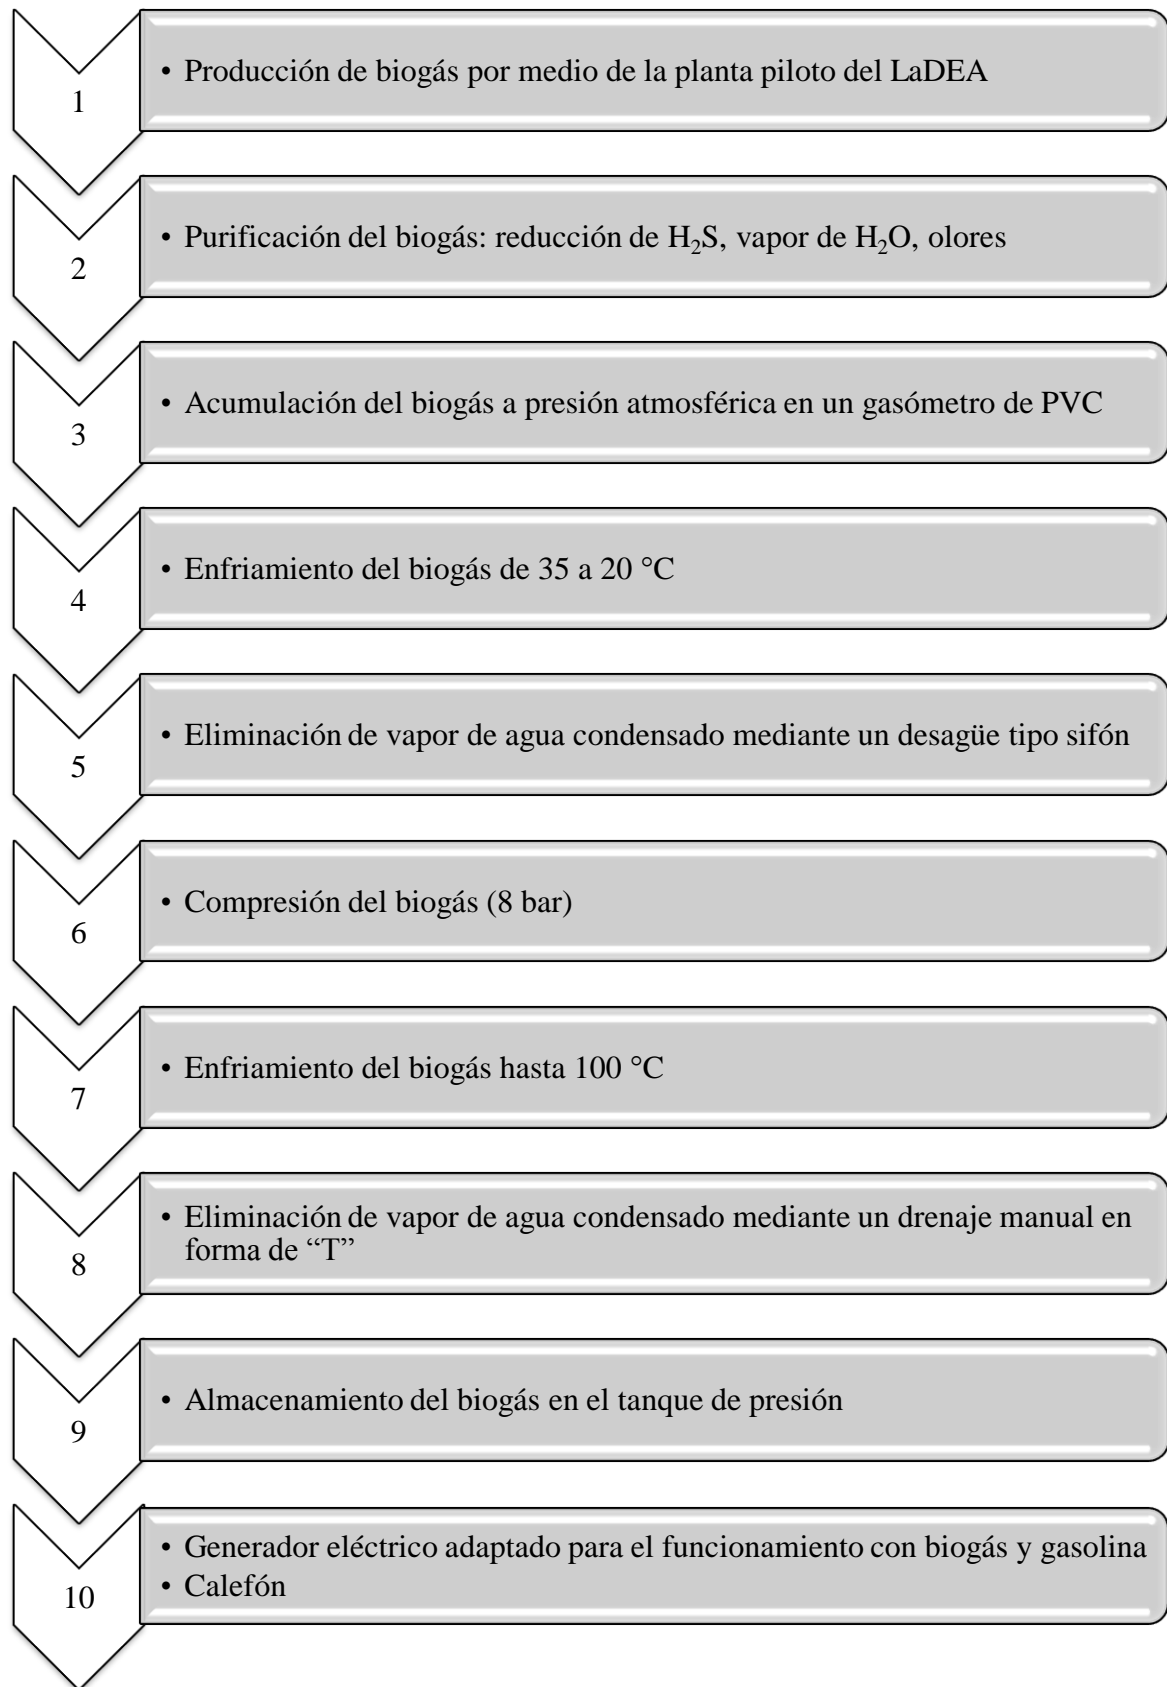 1
• Producción de biogás por medio de la planta piloto del LaDEA
2
• Purificación del biogás: reducción de H₂S, vapor de H₂O, olores
3
• Acumulación del biogás a presión atmosférica en un gasómetro de PVC
4
• Enfriamiento del biogás de 35 a 20 °C
5
• Eliminación de vapor de agua condensado mediante un desagüe tipo sifón
6
• Compresión del biogás (8 bar)
7
• Enfriamiento del biogás hasta 100 °C
8
• Eliminación de vapor de agua condensado mediante un drenaje manual en
forma de “T”
9
• Almacenamiento del biogás en el tanque de presión
10
• Generador eléctrico adaptado para el funcionamiento con biogás y gasolina
• Calefón